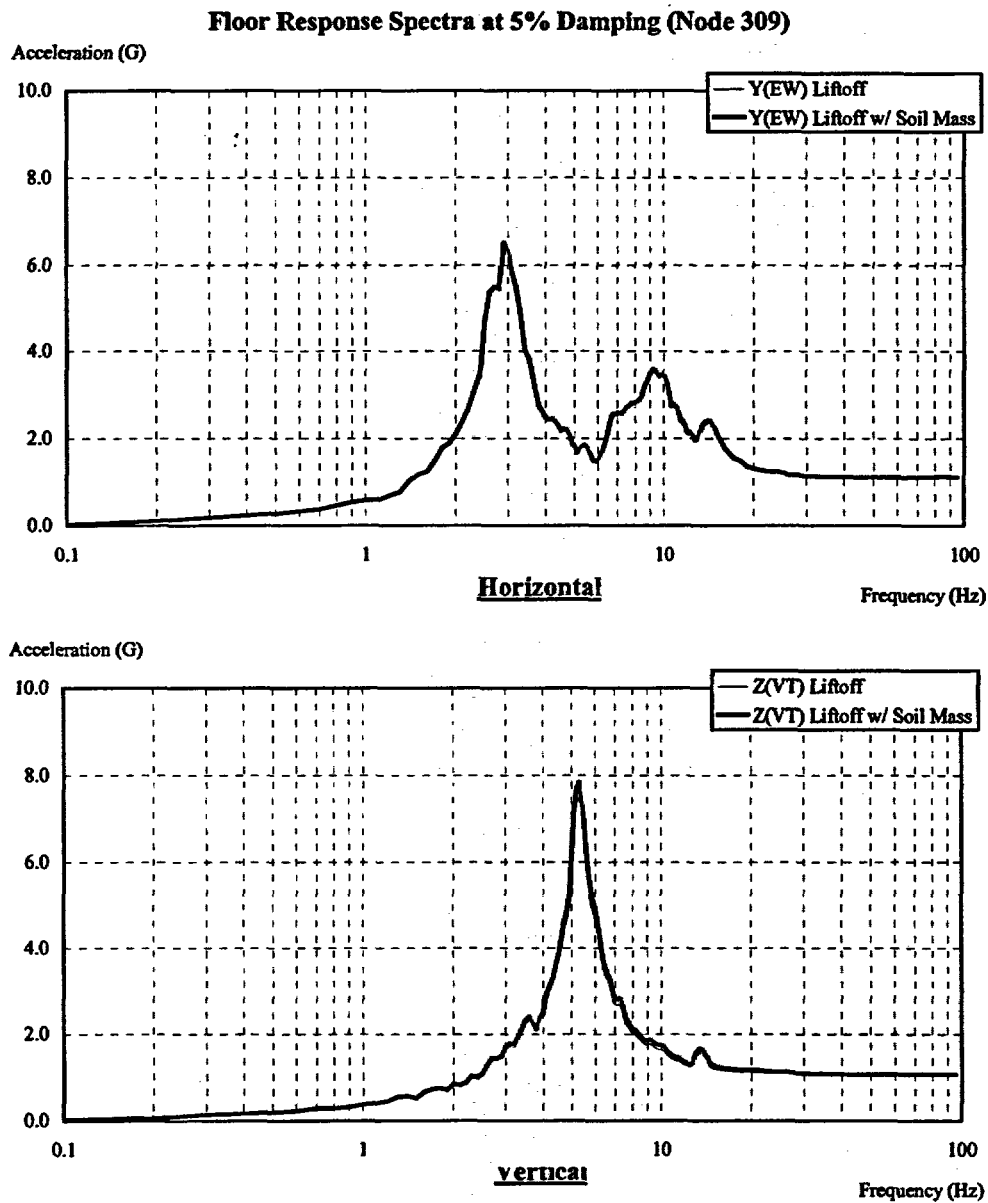 Floor Response Spectra at 5% Damping (Node 309)
Acceleration (G)
Y(EW) Liftoff
Y(EW) Liftoff w/ Soil Mass
10.0
8.0
6.0
4.0
2.0
0.0
0.1 1 10 100
Horizontal
Frequency (Hz)
Acceleration (G)
Z(VT) Liftoff
Z(VT) Liftoff w/ Soil Mass
10.0
8.0
6.0
4.0
2.0
0.0
0.1 1 10 100
vertical
Frequency (Hz)